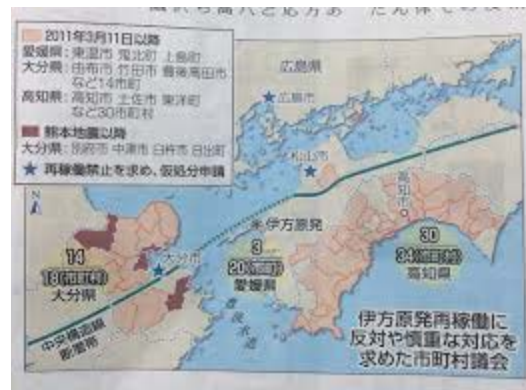 2011年3月11日以降
愛媛県：東温市 鬼北町 上島町
大分県：由布市 竹田市 豊後高田市
など14市町
高知県：高知市 土佐市 東洋町
など30市町村
熊本地震以降
大分県：別府市 中津市 臼杵市 日出町
★ 再稼働禁止を求め、仮処分申請
広島県
★広島市
松山市
★
高知市
伊方原発
N
14
18(市町村)
大分県
大分市
★
3
20(市町)
愛媛県
30
34(市町村)
高知県
豊後水道
中央構造線
断層帯
伊方原発再稼働に
反対や慎重な対応を
求めた市町村議会